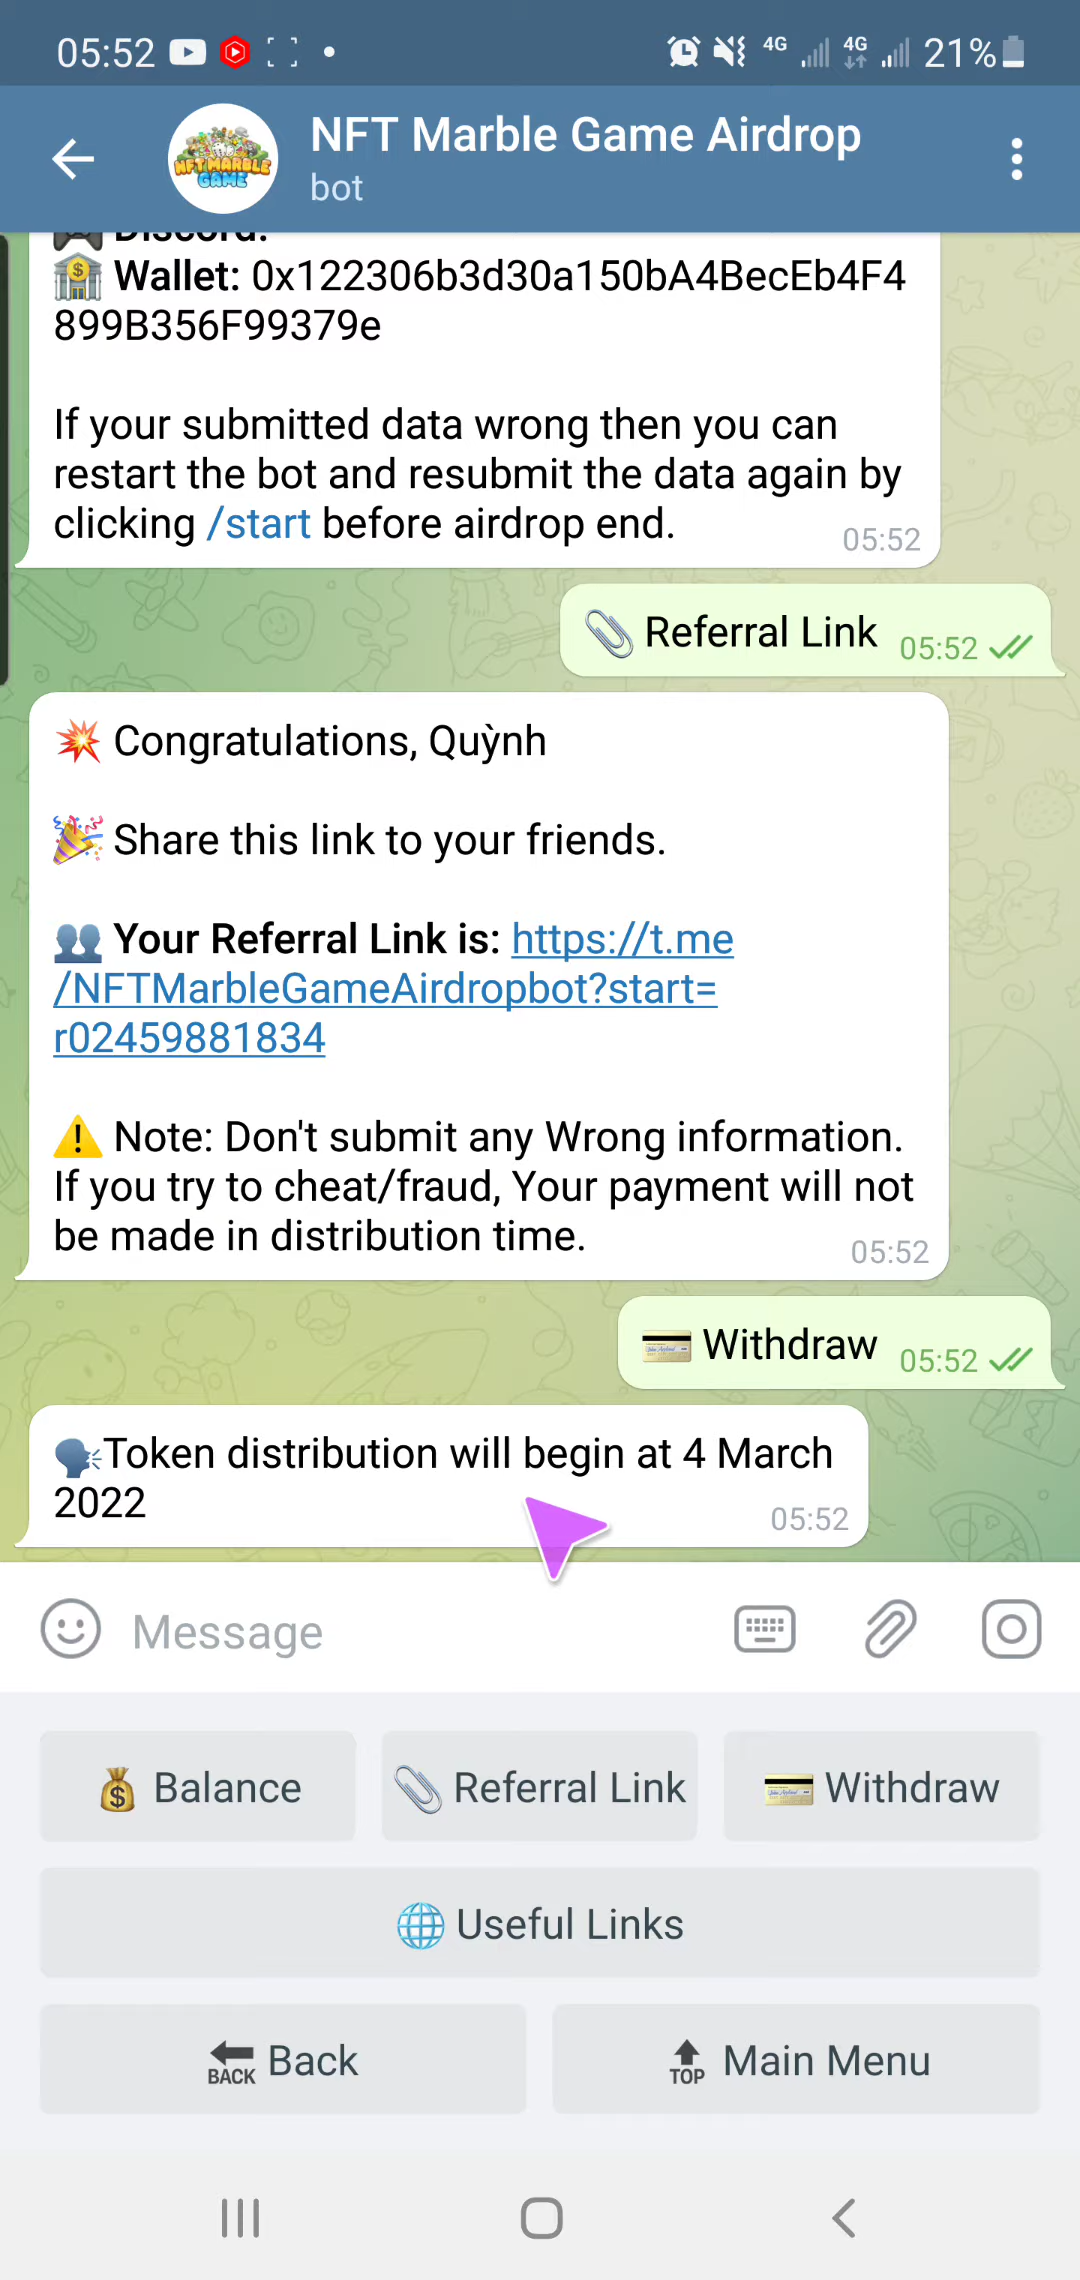 05:52
4G
4G
21%
NFT MARBLE
GAME
NFT Marble Game Airdrop
bot
Discord:
Wallet: 0x122306b3d30a150bA4BecEb4F4
899B356F99379e
If your submitted data wrong then you can
restart the bot and resubmit the data again by
clicking /start before airdrop end.
05:52
Referral Link
05:52
Congratulations, Quỳnh
Share this link to your friends.
Your Referral Link is: https://t.me
/NFTMarbleGameAirdropbot?start=
r02459881834
Note: Don't submit any Wrong information.
If you try to cheat/fraud, Your payment will not
be made in distribution time.
05:52
Withdraw
05:52
Token distribution will begin at 4 March
2022
05:52
Message
Balance
Referral Link
Withdraw
Useful Links
BACK Back
TOP Main Menu